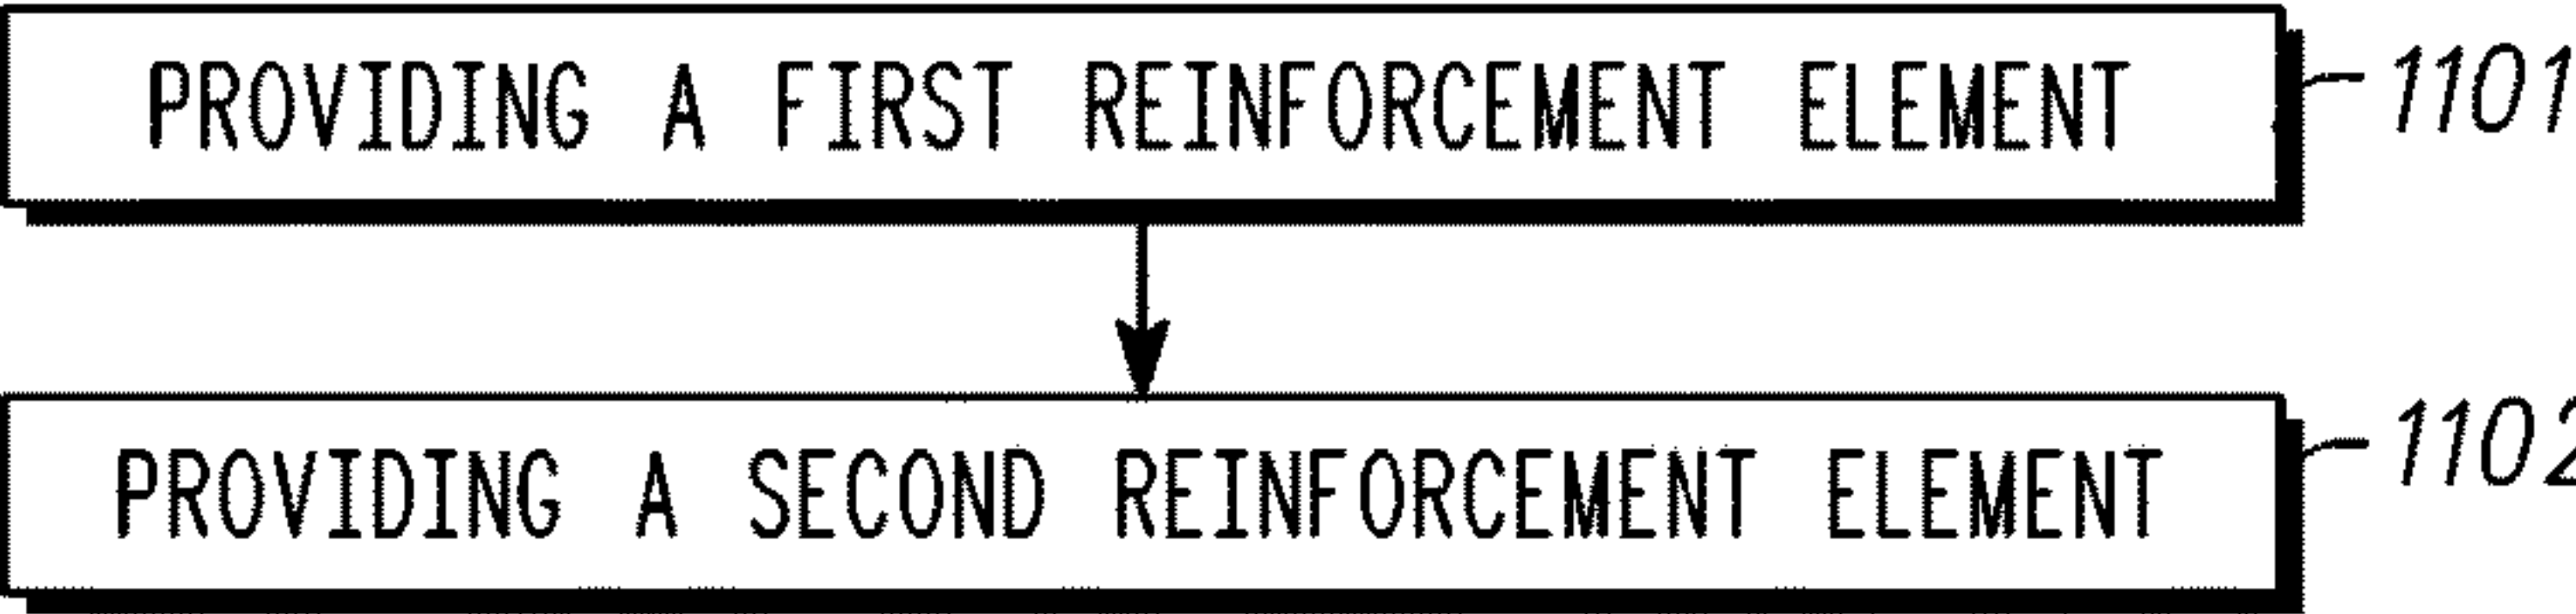 PROVIDING A FIRST REINFORCEMENT ELEMENT 1101
PROVIDING A SECOND REINFORCEMENT ELEMENT 1102